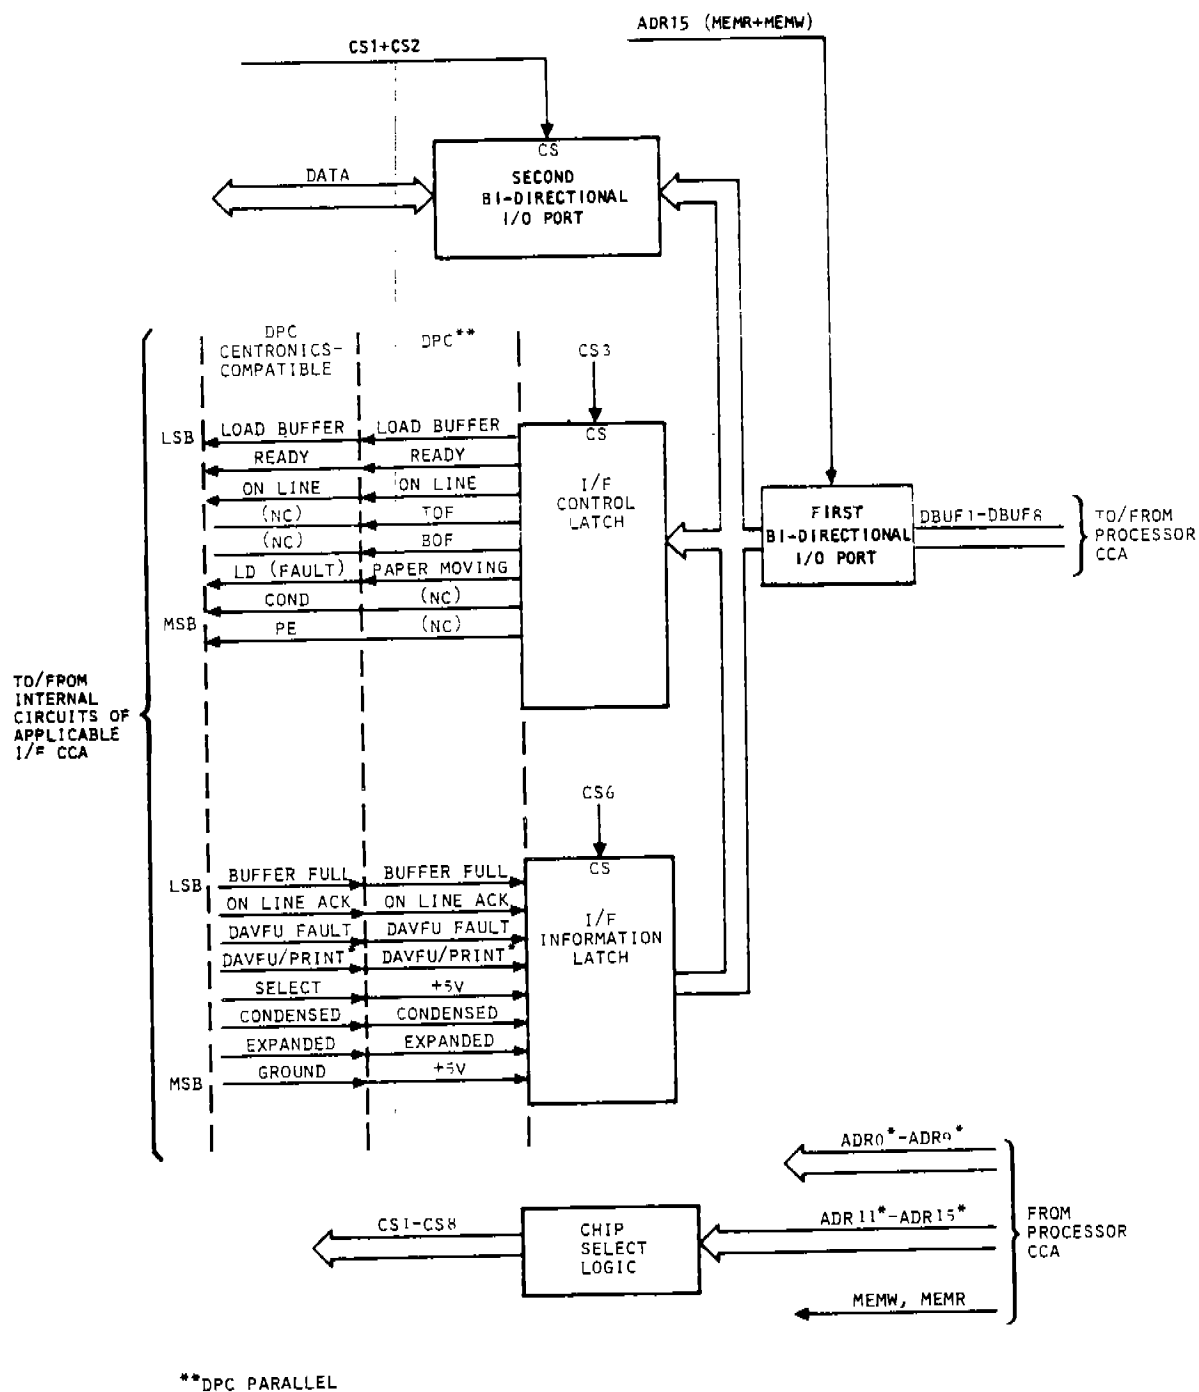 ADR15 (MEMR+MEMW)
CS1+CS2
CS
SECOND
BI-DIRECTIONAL
I/O PORT
DATA
DPC
CENTRONICS-
COMPATIBLE
DPC**
CS3
CS
I/F
CONTROL
LATCH
LSB
LOAD BUFFER LOAD BUFFER
READY READY
ON LINE ON LINE
(NC) TOF
(NC) BOF
LD (FAULT) PAPER MOVING
COND (NC)
MSB
PE (NC)
FIRST
BI-DIRECTIONAL
I/O PORT
DBUF1-DBUF8
TO/FROM
PROCESSOR
CCA
TO/FROM
INTERNAL
CIRCUITS OF
APPLICABLE
I/F CCA
CS6
CS
I/F
INFORMATION
LATCH
LSB
BUFFER FULL BUFFER FULL
ON LINE ACK ON LINE ACK
DAVFU FAULT DAVFU FAULT
DAVFU/PRINT* DAVFU/PRINT*
SELECT +5V
CONDENSED CONDENSED
EXPANDED EXPANDED
MSB
GROUND +5V
ADR0*-ADR9*
CS1-CS8
CHIP
SELECT
LOGIC
ADR11*-ADR15*
FROM
PROCESSOR
CCA
MEMW, MEMR
**DPC PARALLEL